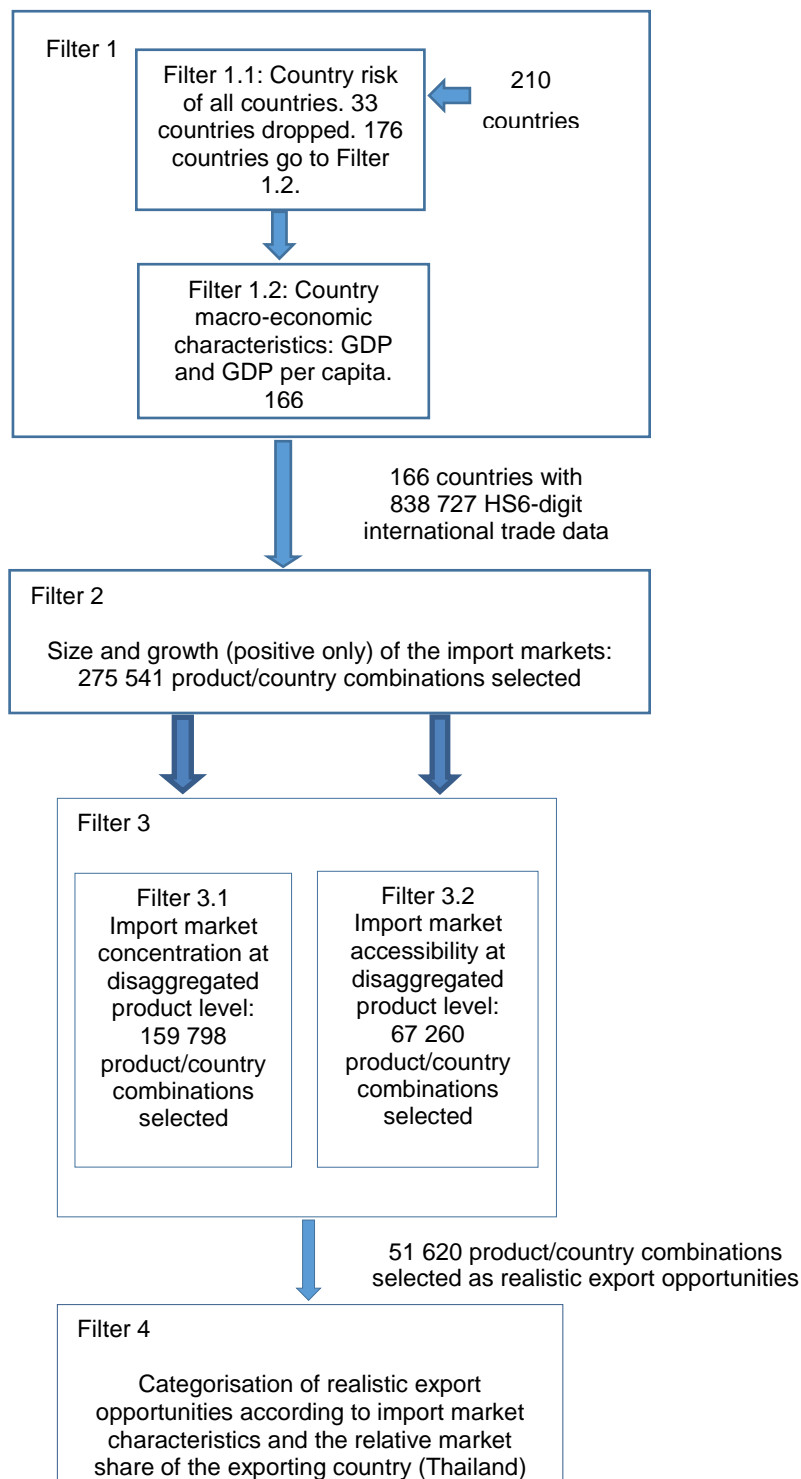 Filter 1
Filter 1.1: Country risk
of all countries. 33
countries dropped. 176
countries go to Filter
1.2.
210
countries
Filter 1.2: Country
macro-economic
characteristics: GDP
and GDP per capita.
166
166 countries with
838 727 HS6-digit
international trade data
Filter 2
Size and growth (positive only) of the import markets:
275 541 product/country combinations selected
Filter 3
Filter 3.1
Import market
concentration at
disaggregated
product level:
159 798
product/country
combinations
selected
Filter 3.2
Import market
accessibility at
disaggregated
product level:
67 260
product/country
combinations
selected
51 620 product/country combinations
selected as realistic export opportunities
Filter 4
Categorisation of realistic export
opportunities according to import market
characteristics and the relative market
share of the exporting country (Thailand)